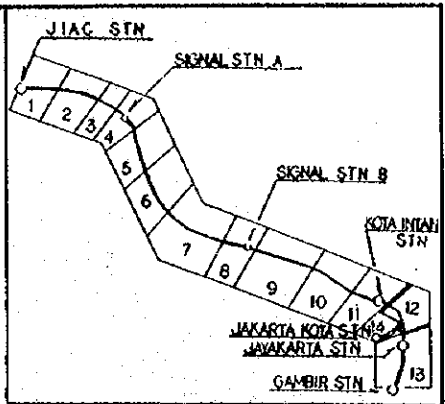 JIAC STN
SIGNAL STN A
1
2
3
4
5
6
SIGNAL STN B
7
8
9
10
KOTA INTAN
STN
11
12
14
JAKARTA KOTA STN
JAYAKARTA STN
13
GAMBIR STN